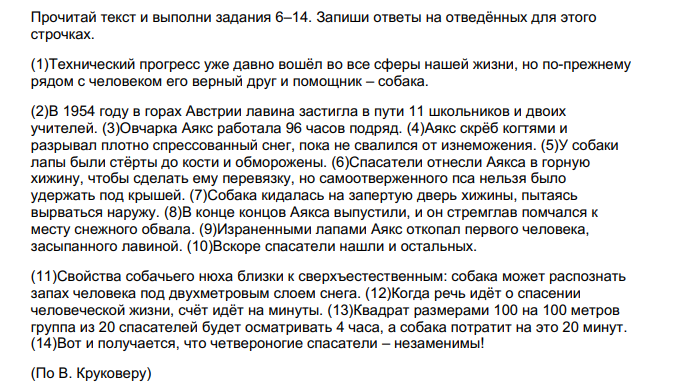 Прочитай текст и выполни задания 6–14. Запиши ответы на отведённых для этого
строчках.
(1)Технический прогресс уже давно вошёл во все сферы нашей жизни, но по-прежнему
рядом с человеком его верный друг и помощник – собака.
(2)В 1954 году в горах Австрии лавина застигла в пути 11 школьников и двоих
учителей. (3)Овчарка Аякс работала 96 часов подряд. (4)Аякс скрёб когтями и
разрывал плотно спрессованный снег, пока не свалился от изнеможения. (5)У собаки
лапы были стёрты до кости и обморожены. (6)Спасатели отнесли Аякса в горную
хижину, чтобы сделать ему перевязку, но самоотверженного пса нельзя было
удержать под крышей. (7)Собака кидалась на запертую дверь хижины, пытаясь
вырваться наружу. (8)В конце концов Аякса выпустили, и он стремглав помчался к
месту снежного обвала. (9)Израненными лапами Аякс откопал первого человека,
засыпанного лавиной. (10)Вскоре спасатели нашли и остальных.
(11)Свойства собачьего нюха близки к сверхъестественным: собака может распознать
запах человека под двухметровым слоем снега. (12)Когда речь идёт о спасении
человеческой жизни, счёт идёт на минуты. (13)Квадрат размерами 100 на 100 метров
группа из 20 спасателей будет осматривать 4 часа, а собака потратит на это 20 минут.
(14)Вот и получается, что четвероногие спасатели – незаменимы!
(По В. Круковеру)